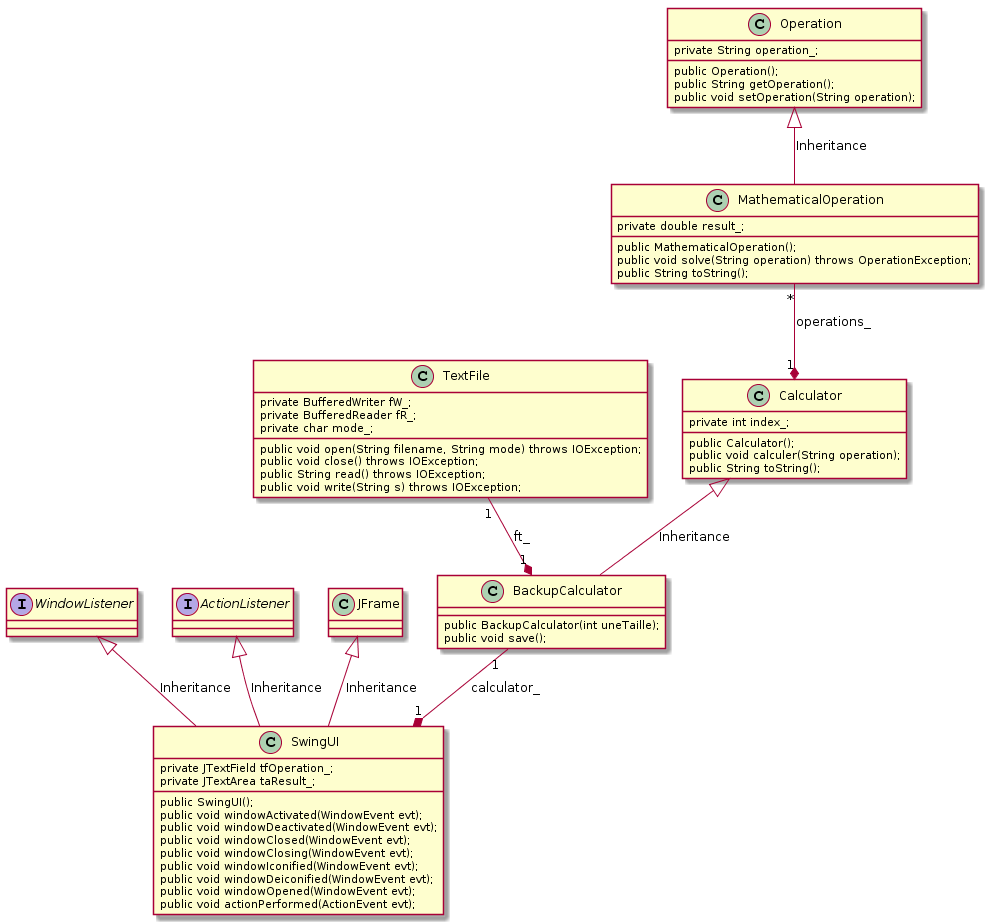 C Operation
private String operation_;
public Operation();
public String getOperation();
public void setOperation(String operation);
Inheritance
C MathematicalOperation
private double result_;
public MathematicalOperation();
public void solve(String operation) throws OperationException;
public String toString();
*
operations_
1
C TextFile
private BufferedWriter fW_;
private BufferedReader fR_;
private char mode_;
public void open(String filename, String mode) throws IOException;
public void close() throws IOException;
public String read() throws IOException;
public void write(String s) throws IOException;
C Calculator
private int index_;
public Calculator();
public void calculer(String operation);
public String toString();
1
ft_
1
Inheritance
I WindowListener
I ActionListener
C JFrame
C BackupCalculator
public BackupCalculator(int uneTaille);
public void save();
Inheritance
Inheritance
Inheritance
1
calculator_
1
C SwingUI
private JTextField tfOperation_;
private JTextArea taResult_;
public SwingUI();
public void windowActivated(WindowEvent evt);
public void windowDeactivated(WindowEvent evt);
public void windowClosed(WindowEvent evt);
public void windowClosing(WindowEvent evt);
public void windowIconified(WindowEvent evt);
public void windowDeiconified(WindowEvent evt);
public void windowOpened(WindowEvent evt);
public void actionPerformed(ActionEvent evt);